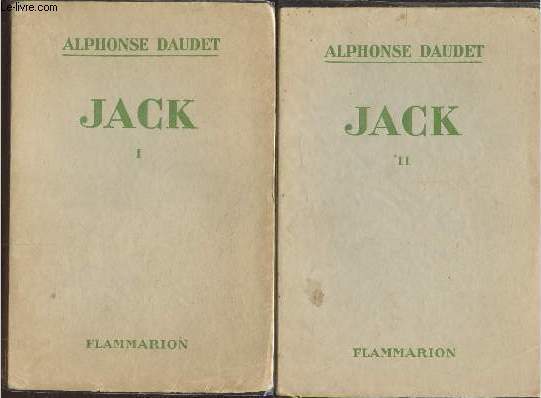 Le-livre.com
ALPHONSE DAUDET
JACK
I
FLAMMARION
ALPHONSE DAUDET
JACK
II
FLAMMARION